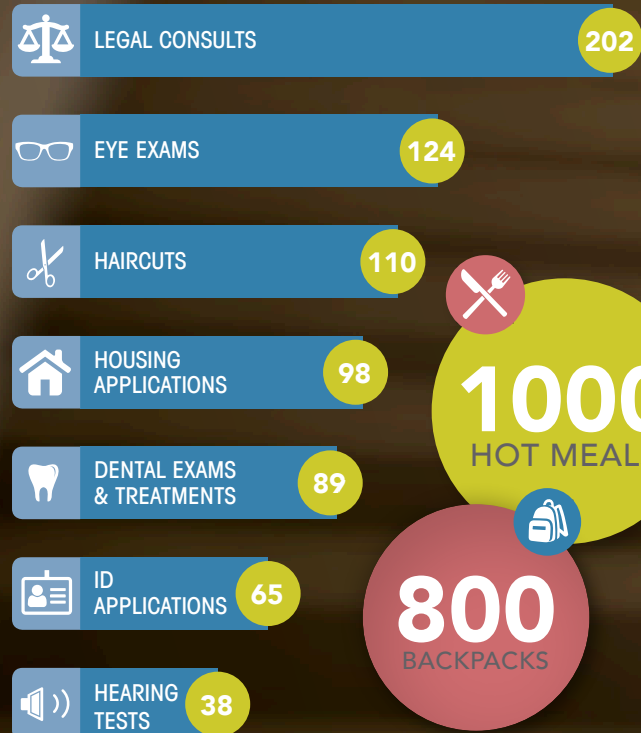 LEGAL CONSULTS
202
EYE EXAMS
124
HAIRCUTS
110
HOUSING
APPLICATIONS
98
DENTAL EXAMS
& TREATMENTS
89
ID
APPLICATIONS
65
HEARING
TESTS
38
1000
HOT MEAL
800
BACKPACKS